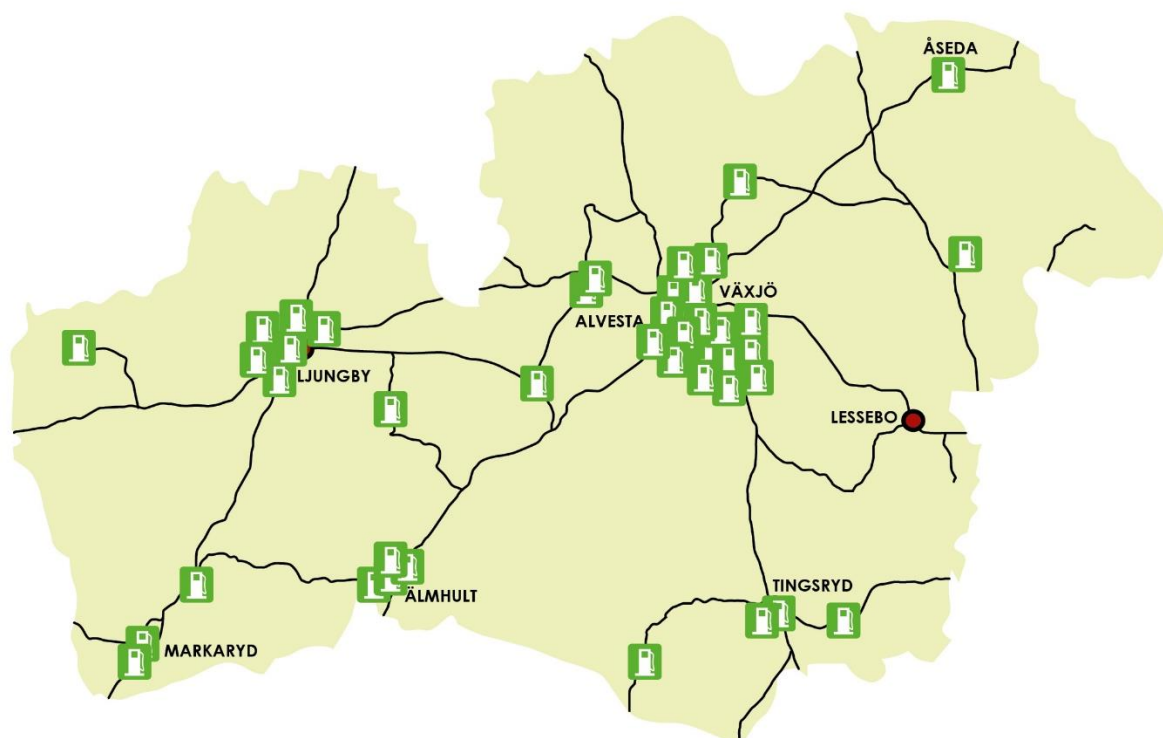 ÅSEDA
VÄXJÖ
ALVESTA
LJUNGBY
LESSEBO
TINGSRYD
ÄLMHULT
MARKARYD